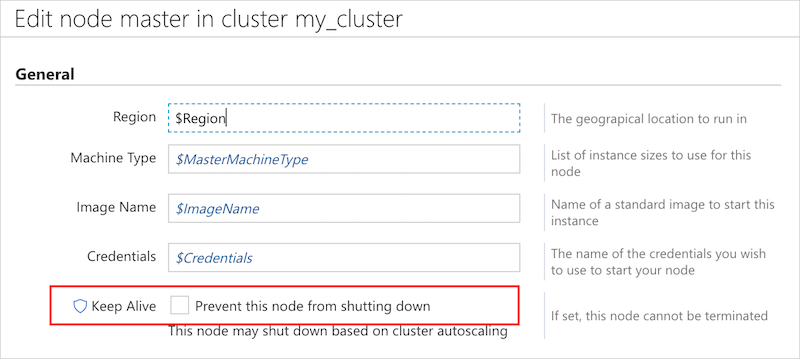 Edit node master in cluster my_cluster
General
Region
$Region
The geograpical location to run in
Machine Type
$MasterMachineType
List of instance sizes to use for this
node
Image Name
$ImageName
Name of a standard image to start this
instance
Credentials
$Credentials
The name of the credentials you wish
to use to start your node
Keep Alive
Prevent this node from shutting down
If set, this node cannot be terminated
This node may shut down based on cluster autoscaling